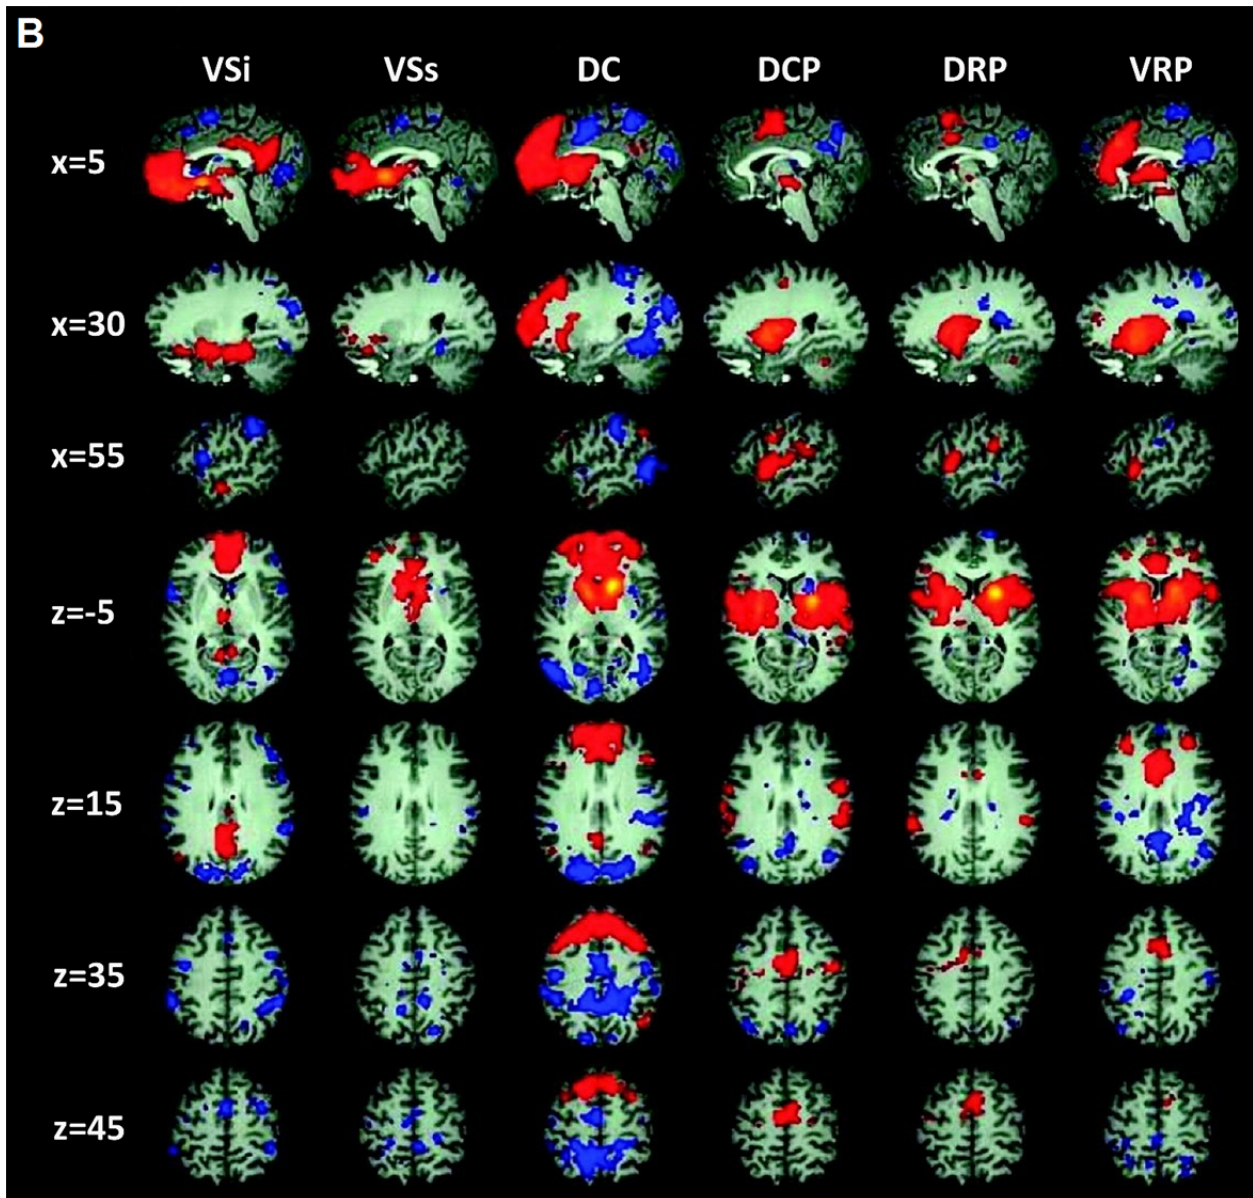 B
VSi VSs DC DCP DRP VRP
x=5
x=30
x=55
z=-5
z=15
z=35
z=45